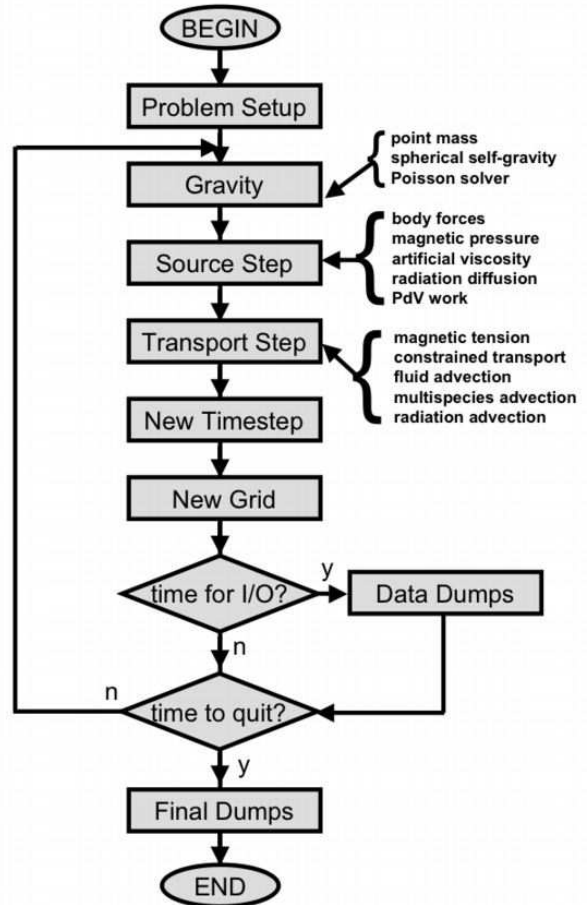 BEGIN
Problem Setup
point mass
spherical self-gravity
Poisson solver
Gravity
body forces
magnetic pressure
artificial viscosity
radiation diffusion
PdV work
Source Step
magnetic tension
constrained transport
fluid advection
multispecies advection
radiation advection
Transport Step
New Timestep
New Grid
time for I/O?
y
Data Dumps
n
n
time to quit?
y
Final Dumps
END